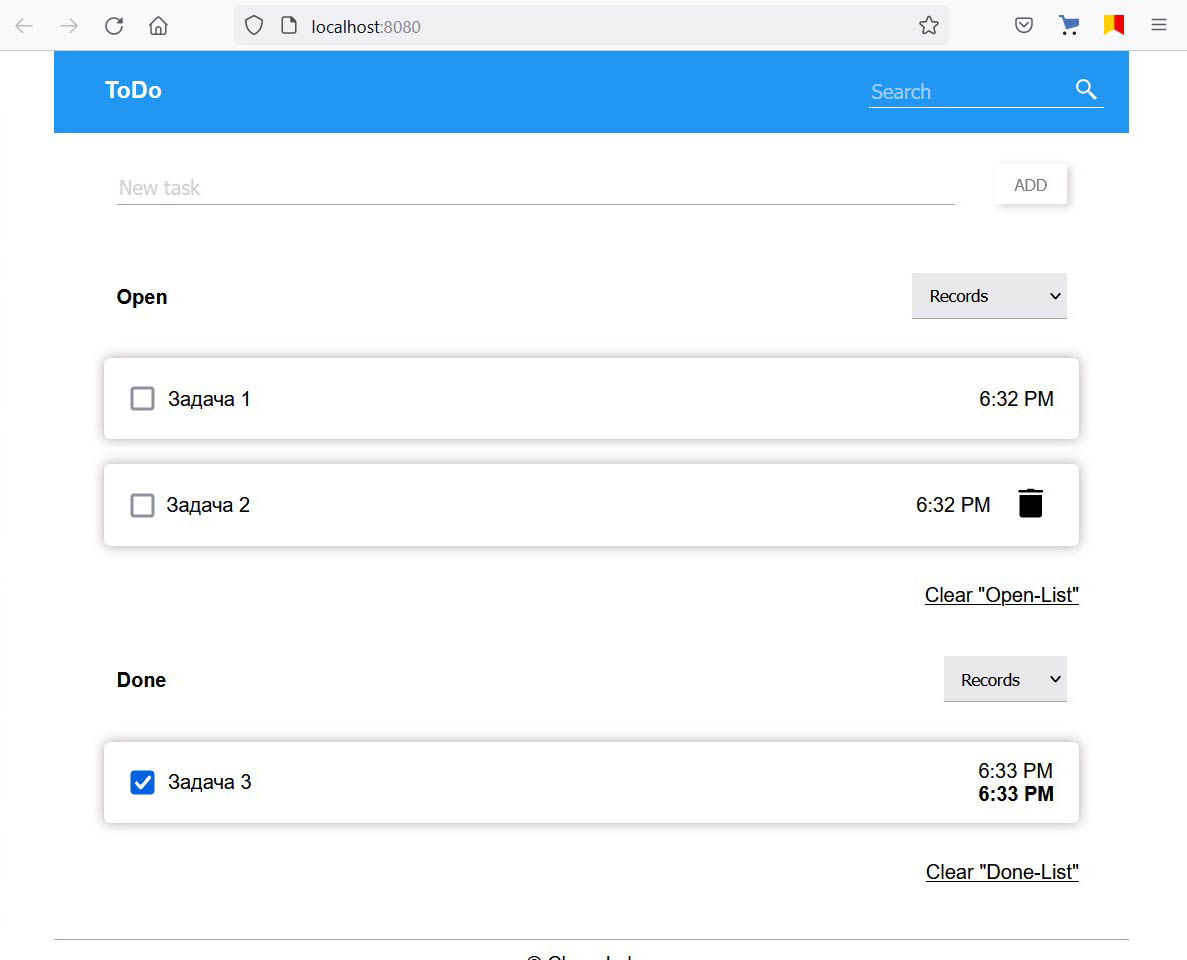 localhost:8080
ToDo
Search
New task
ADD
Open
Records
Задача 1
6:32 PM
Задача 2
6:32 PM
Clear "Open-List"
Done
Records
Задача 3
6:33 PM
6:33 PM
Clear "Done-List"
©